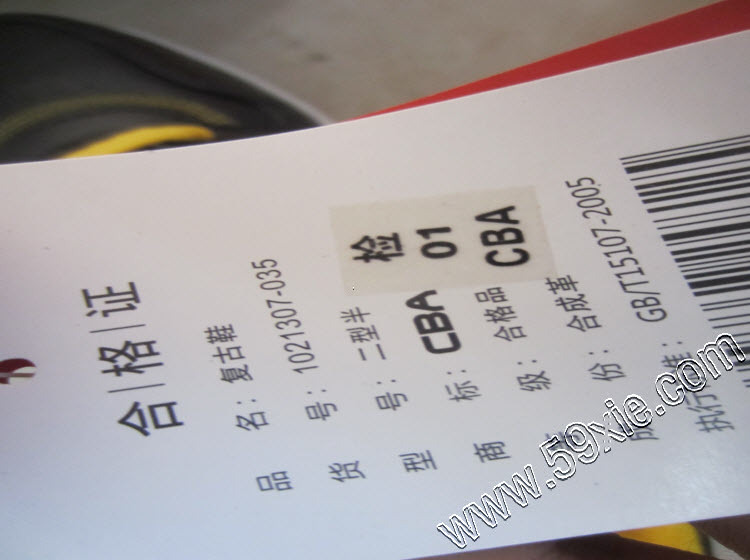 合格证
品名：复古鞋
货号：1021307-035
型号：二型半
商标：CBA
级：合格品
份：合成革
执行标准：GB/T15107-2005
检
01
CBA
www.59xie.com